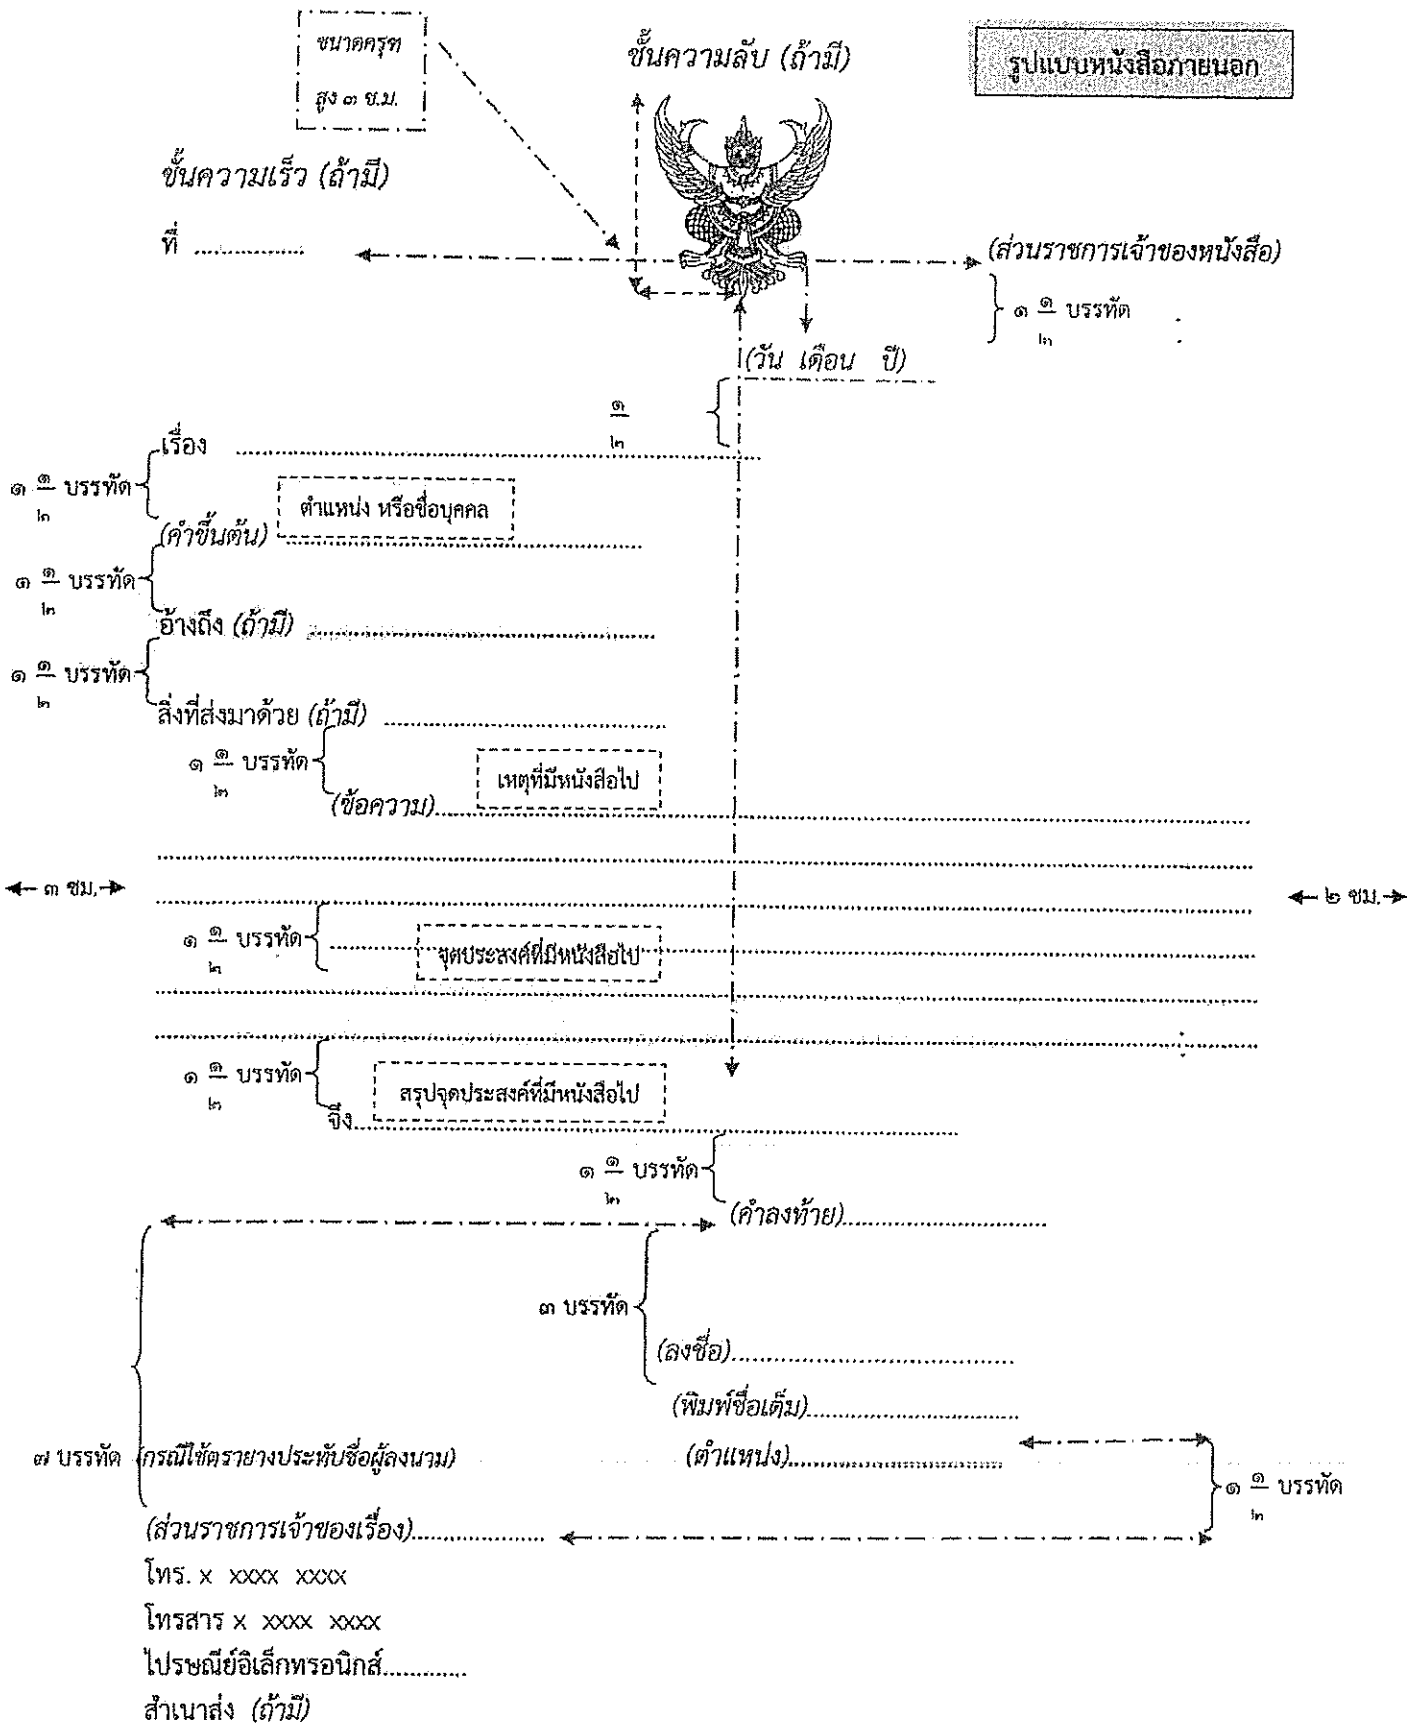 ขนาดครุฑ
สูง ๓ ซ.ม.
ชั้นความลับ (ถ้ามี)
รูปแบบหนังสือภายนอก
ชั้นความเร็ว (ถ้ามี)
ที่ ................
(ส่วนราชการเจ้าของหนังสือ)
๑ ๑/๒ บรรทัด
(วัน เดือน ปี)
๑/๒
เรื่อง ................
๑ ๑/๒ บรรทัด
ตำแหน่ง หรือชื่อบุคคล
(คำขึ้นต้น) ................
๑ ๑/๒ บรรทัด
อ้างถึง (ถ้ามี) ................
๑ ๑/๒ บรรทัด
สิ่งที่ส่งมาด้วย (ถ้ามี) ................
๑ ๑/๒ บรรทัด
เหตุที่มีหนังสือไป
(ข้อความ)................
๓ ซม.
๒ ซม.
๑ ๑/๒ บรรทัด
จุดประสงค์ที่มีหนังสือไป
๑ ๑/๒ บรรทัด
สรุปจุดประสงค์ที่มีหนังสือไป
จึง................
๑ ๑/๒ บรรทัด
(คำลงท้าย)................
๓ บรรทัด
(ลงชื่อ)................
(พิมพ์ชื่อเต็ม)................
๗ บรรทัด (กรณีใช้ตรายางประทับชื่อผู้ลงนาม)
(ตำแหน่ง)................
๑ ๑/๒ บรรทัด
(ส่วนราชการเจ้าของเรื่อง)................
โทร. x xxxx xxxx
โทรสาร x xxxx xxxx
ไปรษณีย์อิเล็กทรอนิกส์............
สำเนาส่ง (ถ้ามี)